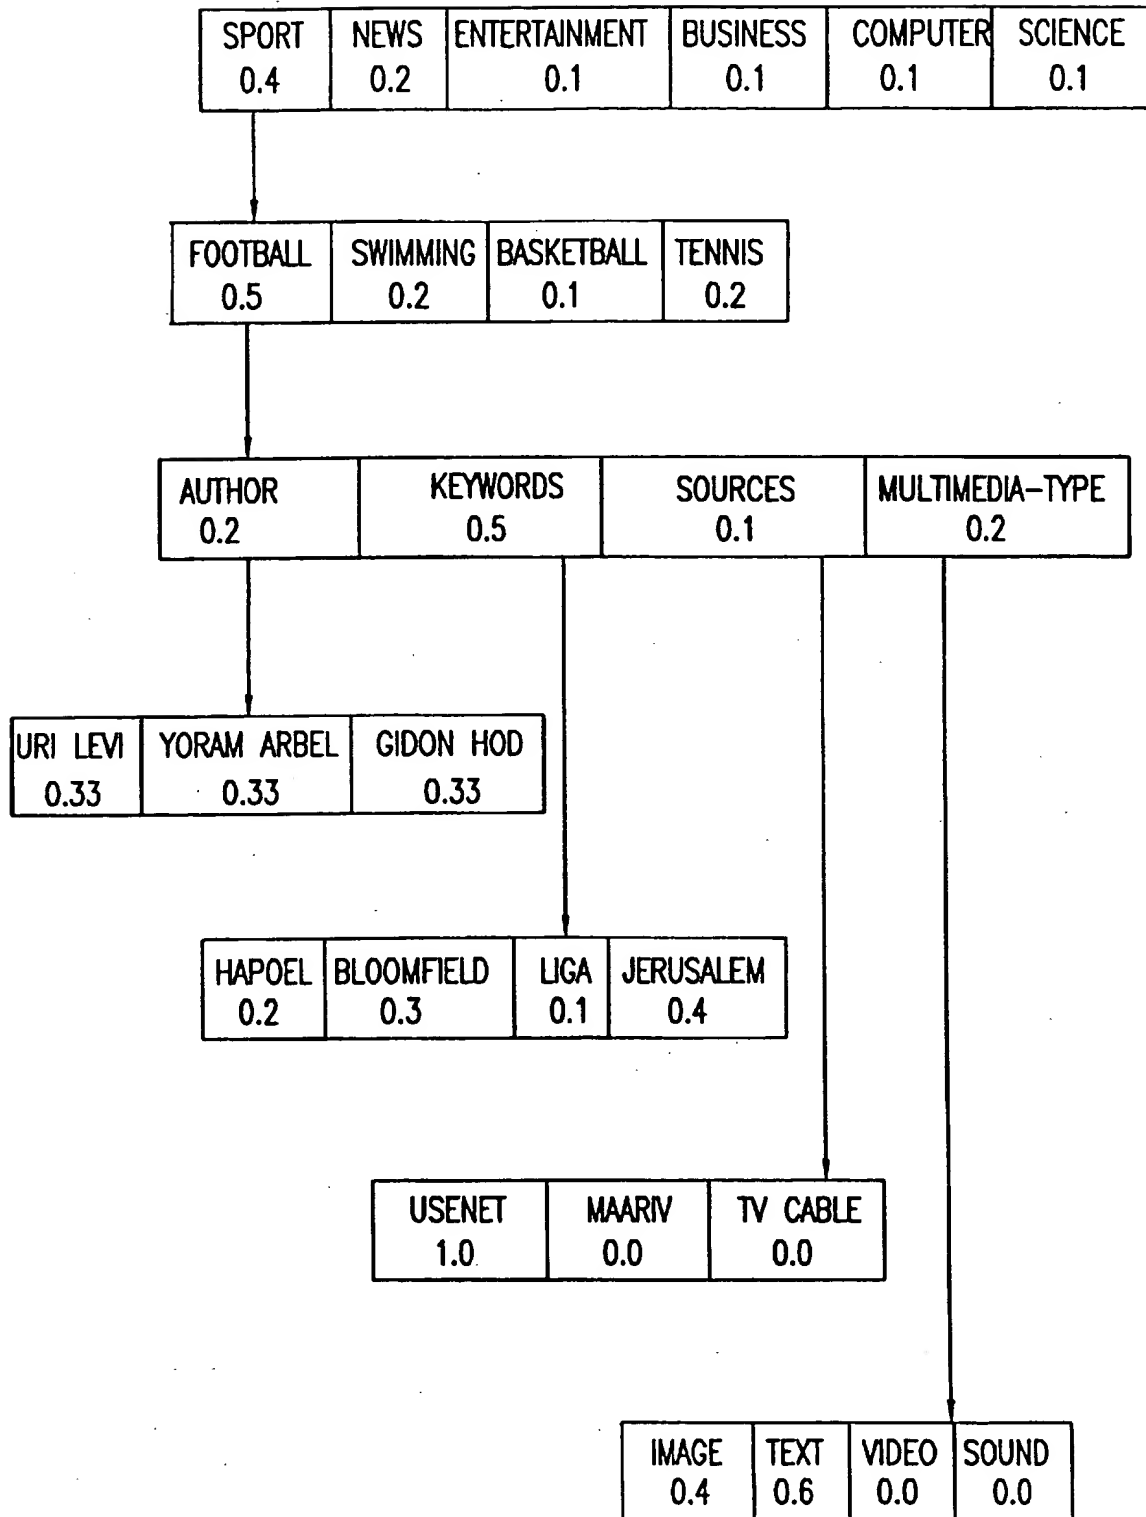 SPORT NEWS ENTERTAINMENT BUSINESS COMPUTER SCIENCE
0.4 0.2 0.1 0.1 0.1 0.1
FOOTBALL SWIMMING BASKETBALL TENNIS
0.5 0.2 0.1 0.2
AUTHOR KEYWORDS SOURCES MULTIMEDIA-TYPE
0.2 0.5 0.1 0.2
URI LEVI YORAM ARBEL GIDON HOD
0.33 0.33 0.33
HAPOEL BLOOMFIELD LIGA JERUSALEM
0.2 0.3 0.1 0.4
USENET MAARIV TV CABLE
1.0 0.0 0.0
IMAGE TEXT VIDEO SOUND
0.4 0.6 0.0 0.0